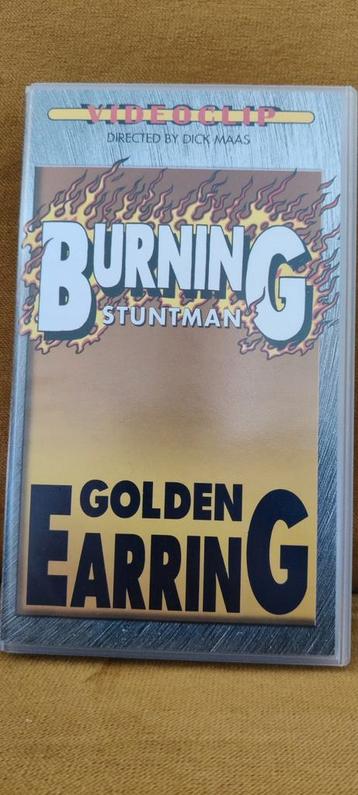 VIDEOCLIP
DIRECTED BY DICK MAAS
BURNING
STUNTMAN
GOLDEN
EARRING